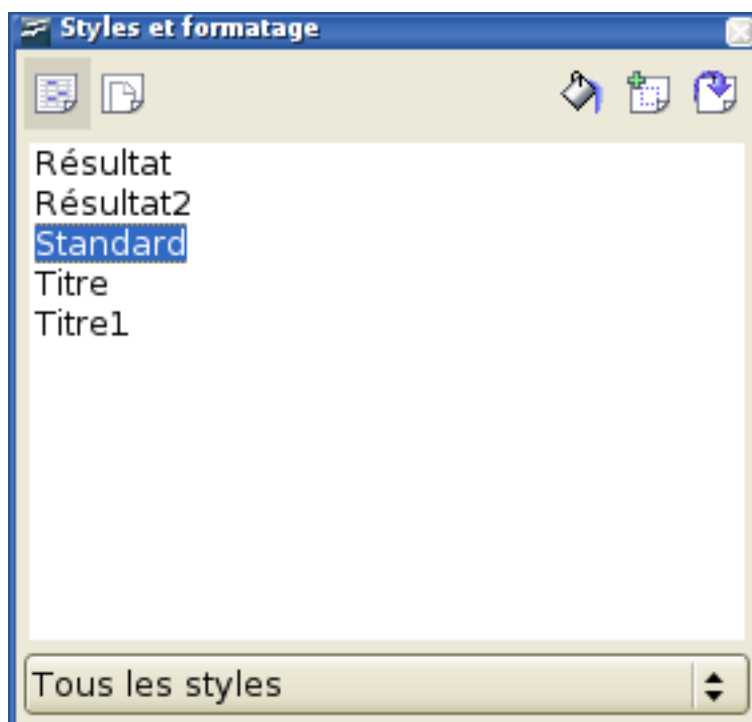 Styles et formatage
Résultat
Résultat2
Standard
Titre
Titre1
Tous les styles